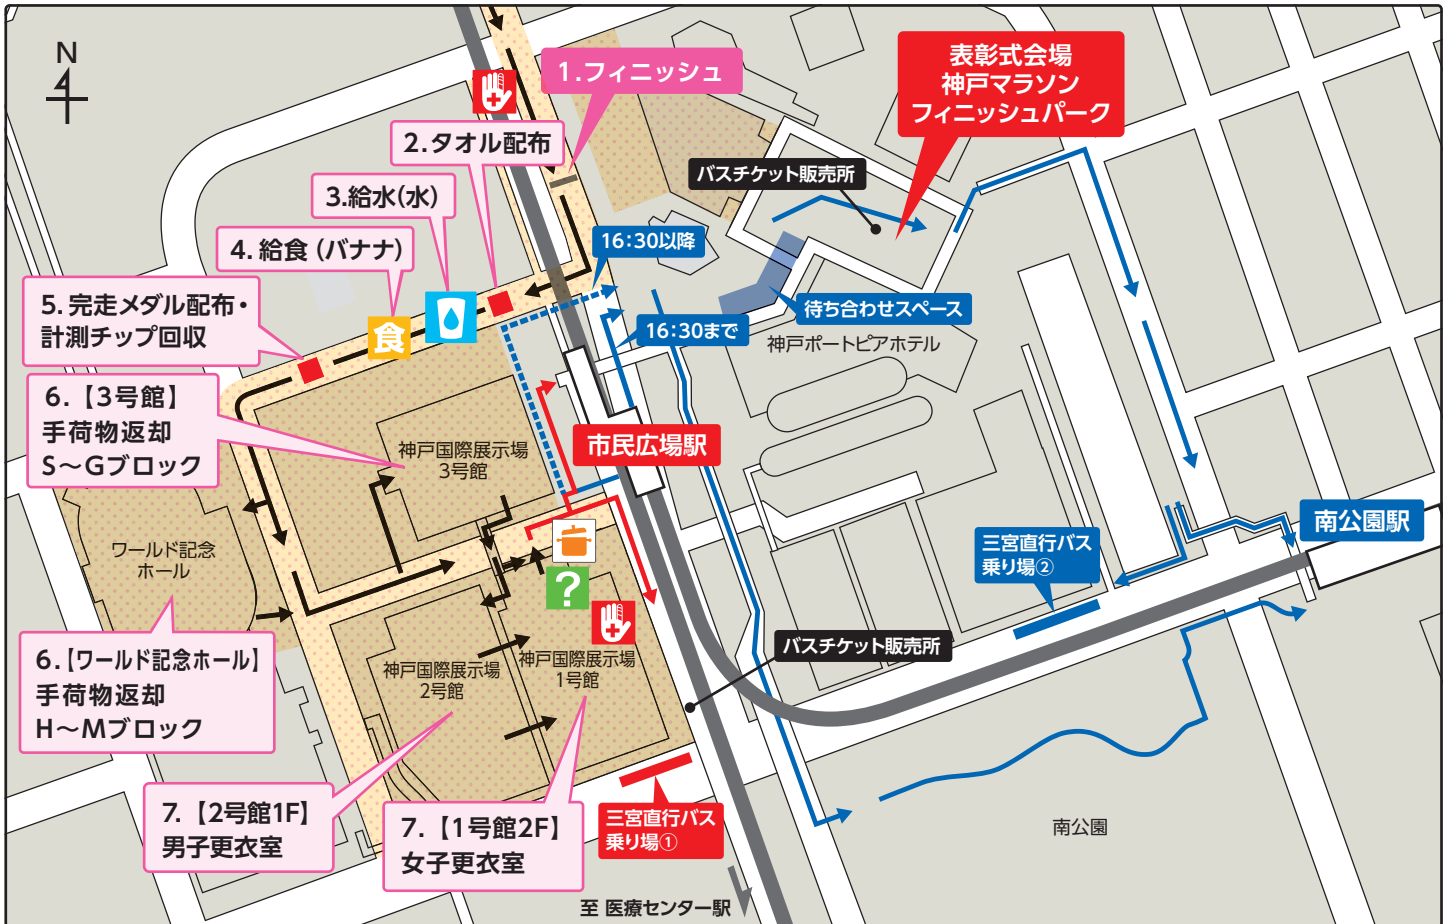 N
1.フィニッシュ
表彰式会場
神戸マラソン
フィニッシュパーク
2.タオル配布
バスチケット販売所
3.給水(水)
4. 給食 (バナナ)
16:30以降
5. 完走メダル配布・
計測チップ回収
食
待ち合わせスペース
16:30まで
神戸ポートピアホテル
6.【3号館】
手荷物返却
S～Gブロック
神戸国際展示場
3号館
市民広場駅
南公園駅
三宮直行バス
乗り場②
ワールド記念
ホール
?
6.【ワールド記念ホール】
手荷物返却
H～Mブロック
神戸国際展示場
2号館
神戸国際展示場
1号館
バスチケット販売所
7.【2号館1F】
男子更衣室
7.【1号館2F】
女子更衣室
三宮直行バス
乗り場①
南公園
至 医療センター駅